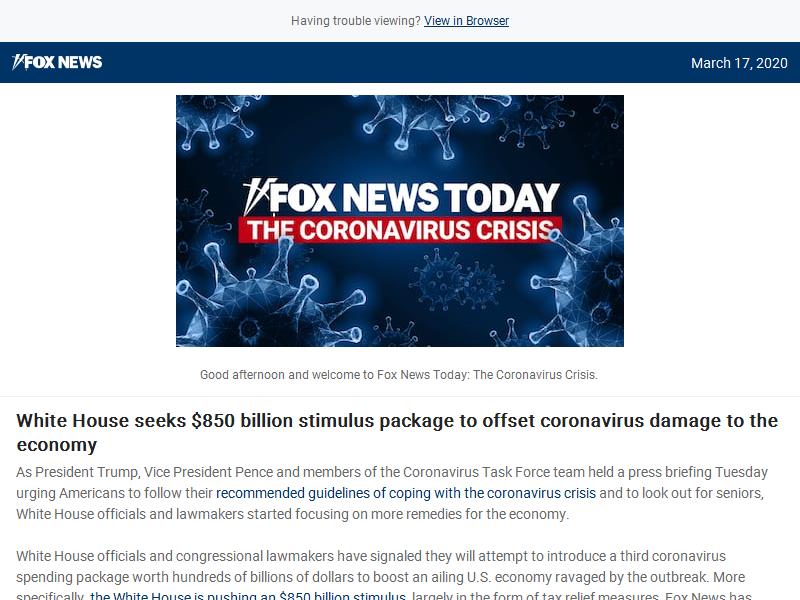 Having trouble viewing? View in Browser
FOX NEWS
March 17, 2020
FOX NEWS TODAY
THE CORONAVIRUS CRISIS
Good afternoon and welcome to Fox News Today: The Coronavirus Crisis.
White House seeks $850 billion stimulus package to offset coronavirus damage to the
economy
As President Trump, Vice President Pence and members of the Coronavirus Task Force team held a press briefing Tuesday
urging Americans to follow their recommended guidelines of coping with the coronavirus crisis and to look out for seniors,
White House officials and lawmakers started focusing on more remedies for the economy.
White House officials and congressional lawmakers have signaled they will attempt to introduce a third coronavirus
spending package worth hundreds of billions of dollars to boost an ailing U.S. economy ravaged by the outbreak. More
specifically, the White House is pushing an $850 billion stimulus, largely in the form of tax relief measures, Fox News has